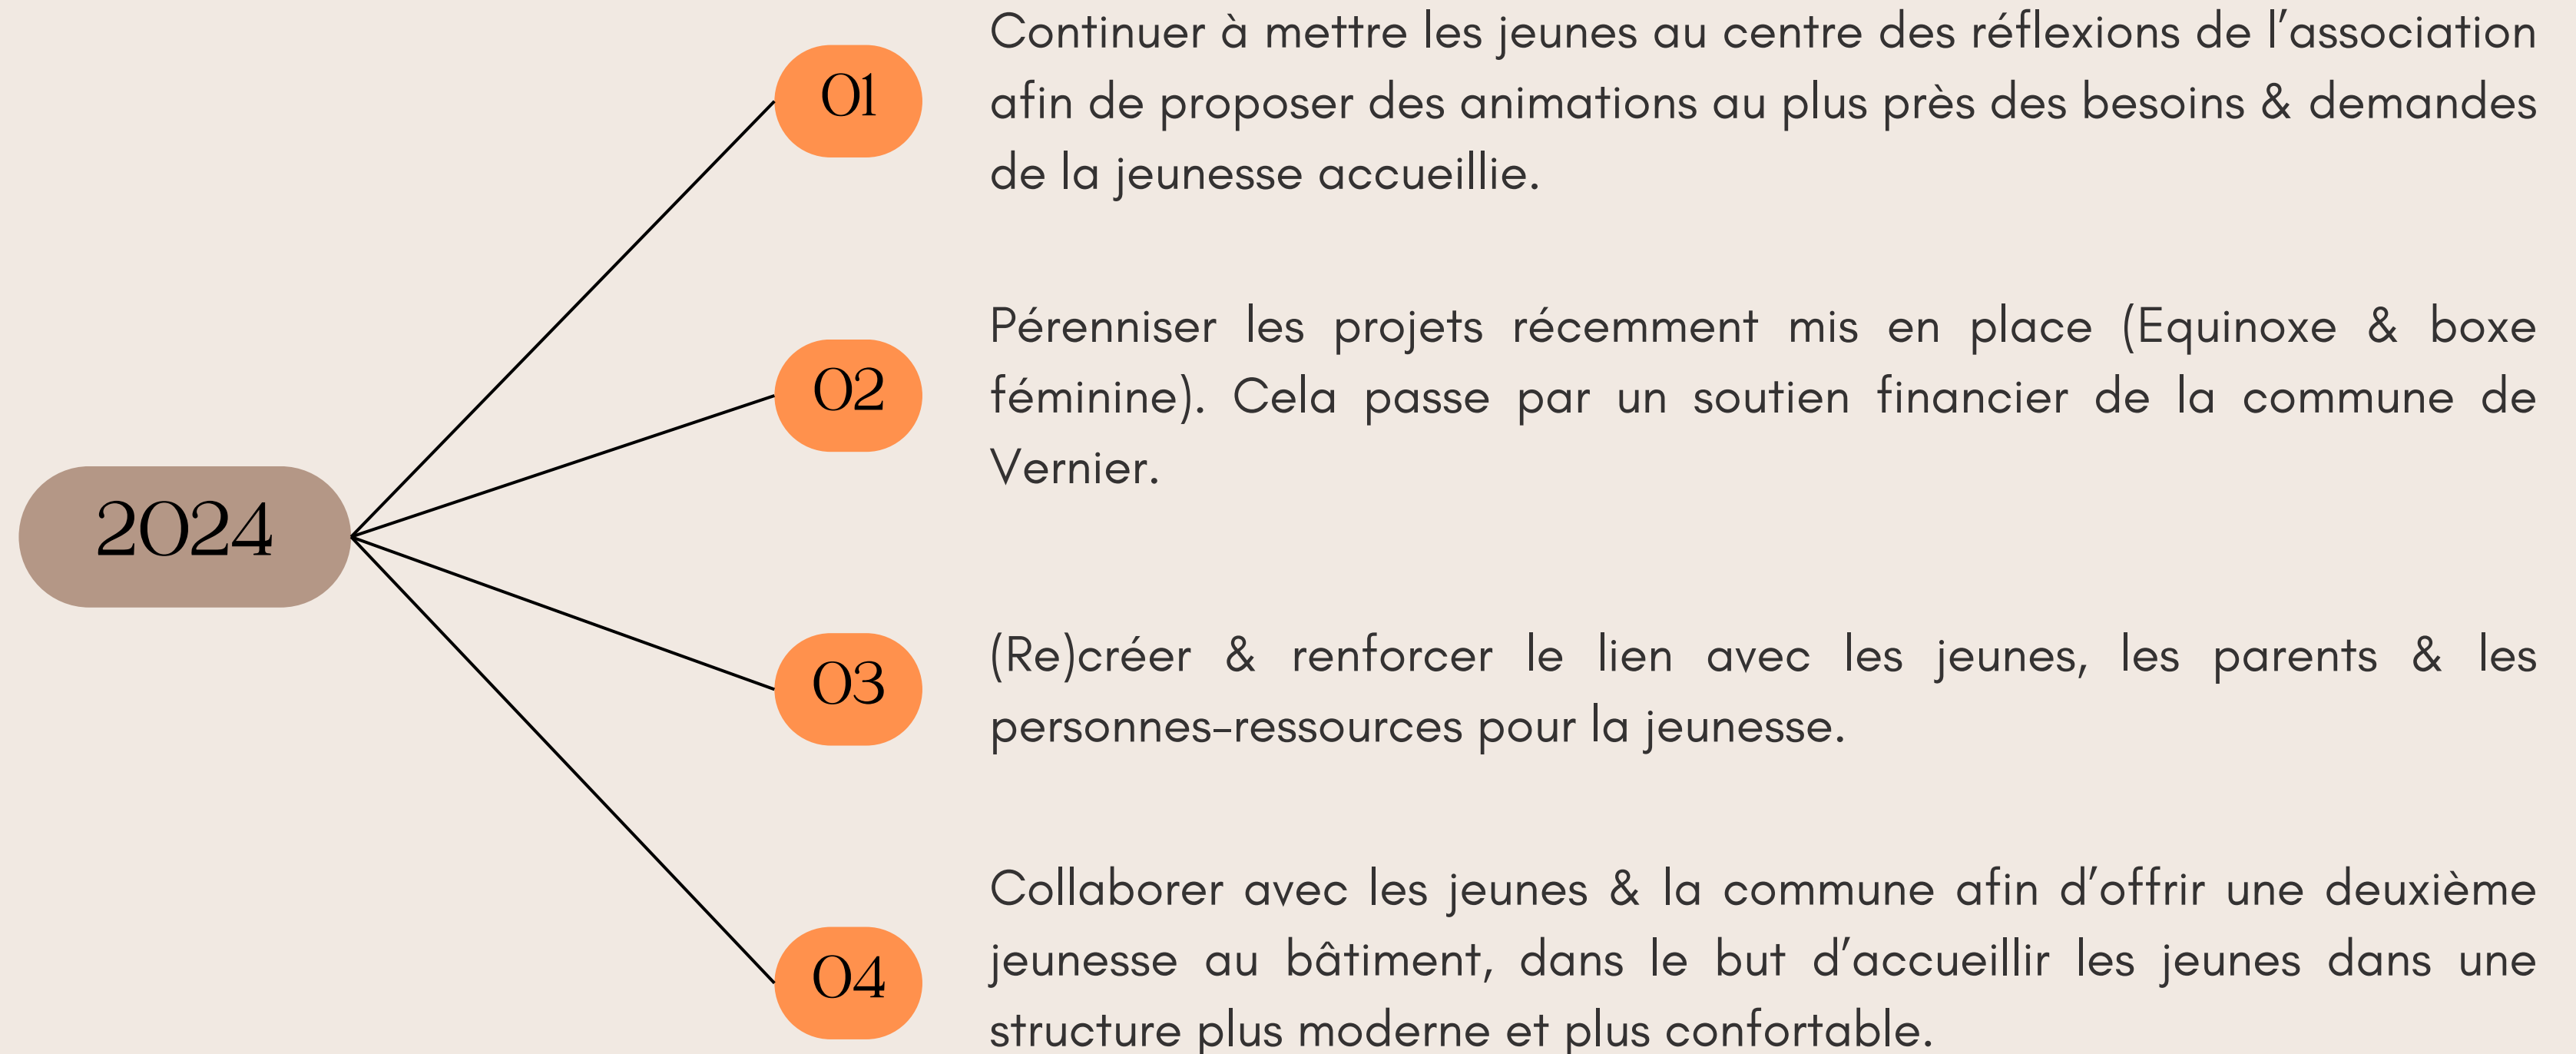 01
Continuer à mettre les jeunes au centre des réflexions de l’association
afin de proposer des animations au plus près des besoins & demandes
de la jeunesse accueillie.
02
Pérenniser les projets récemment mis en place (Equinoxe & boxe
féminine). Cela passe par un soutien financier de la commune de
Vernier.
2024
03
(Re)créer & renforcer le lien avec les jeunes, les parents & les
personnes-ressources pour la jeunesse.
04
Collaborer avec les jeunes & la commune afin d’offrir une deuxième
jeunesse au bâtiment, dans le but d’accueillir les jeunes dans une
structure plus moderne et plus confortable.